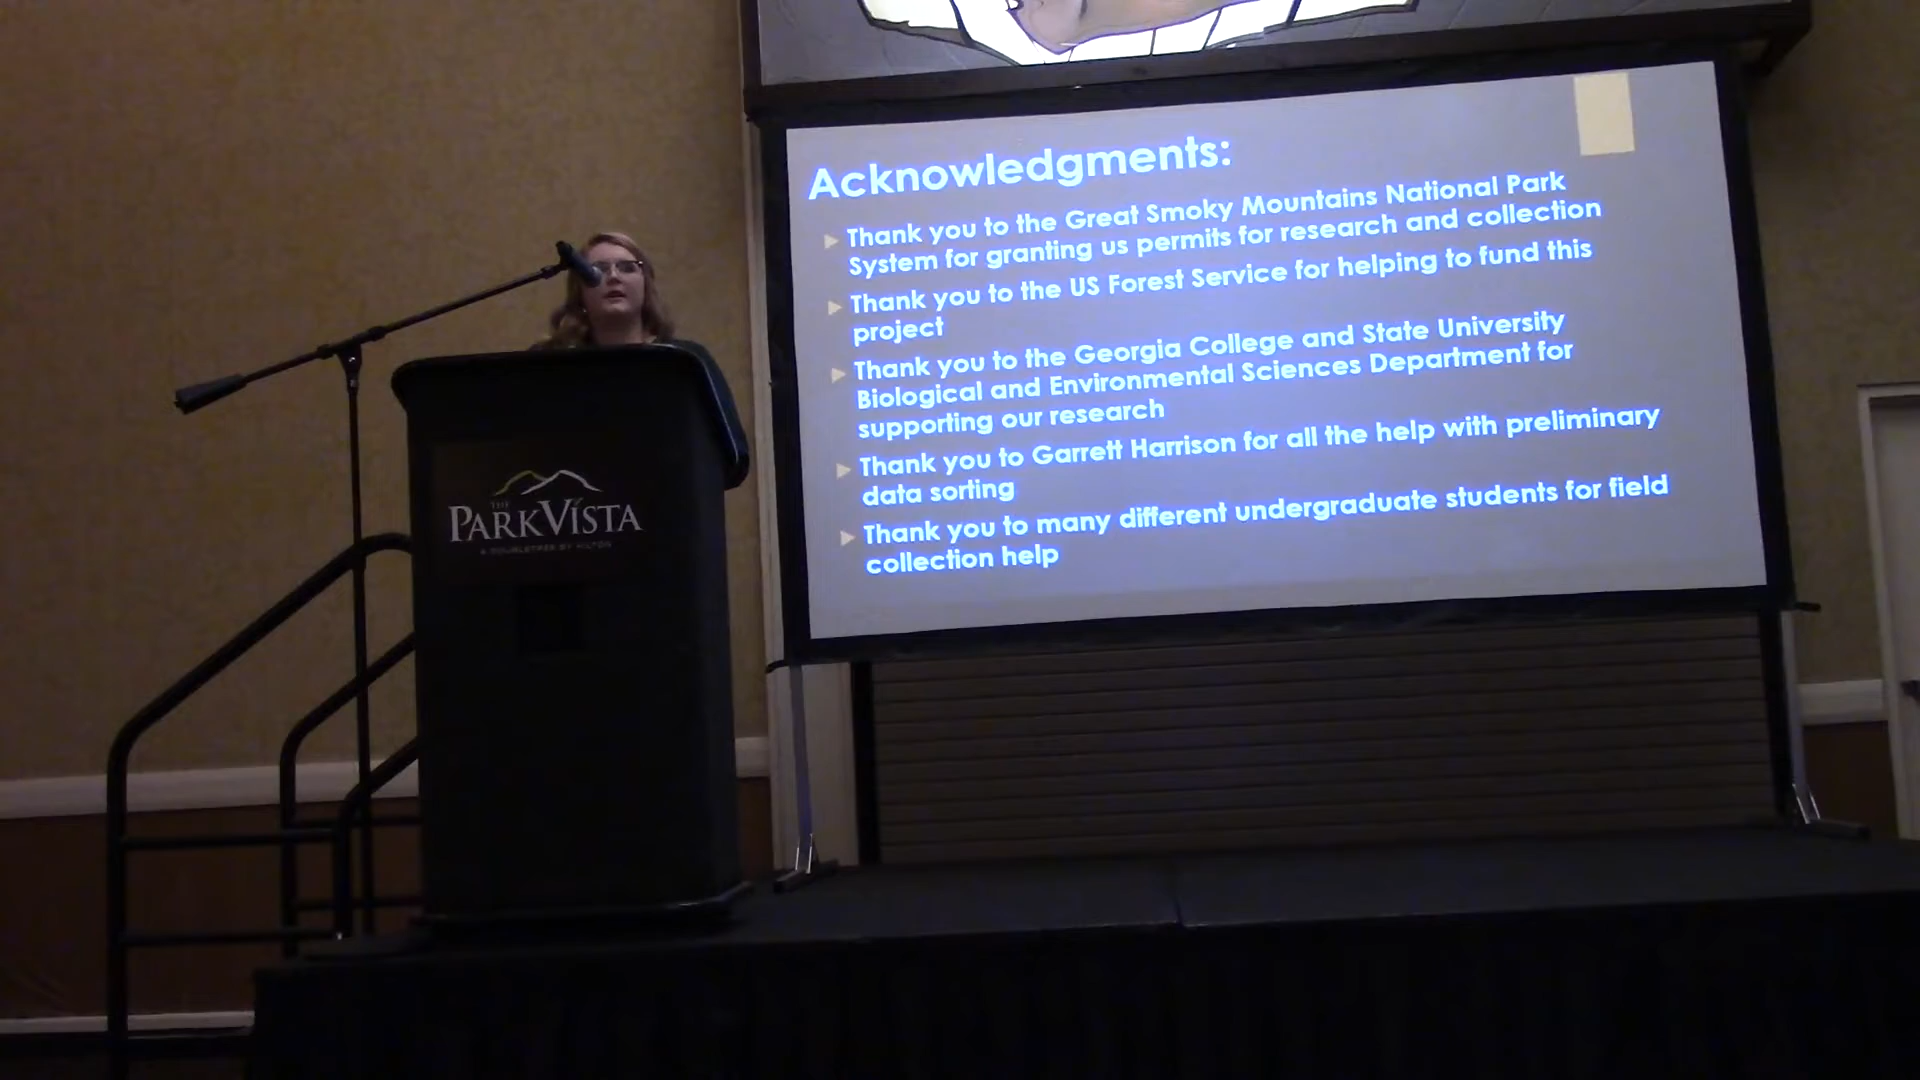 Acknowledgments:
Thank you to the Great Smoky Mountains National Park
System for granting us permits for research and collection
Thank you to the US Forest Service for helping to fund this
project
Thank you to the Georgia College and State University
Biological and Environmental Sciences Department for
supporting our research
Thank you to Garrett Harrison for all the help with preliminary
data sorting
Thank you to many different undergraduate students for field
collection help
THE
PARKVISTA
A DOUBLETREE BY HILTON